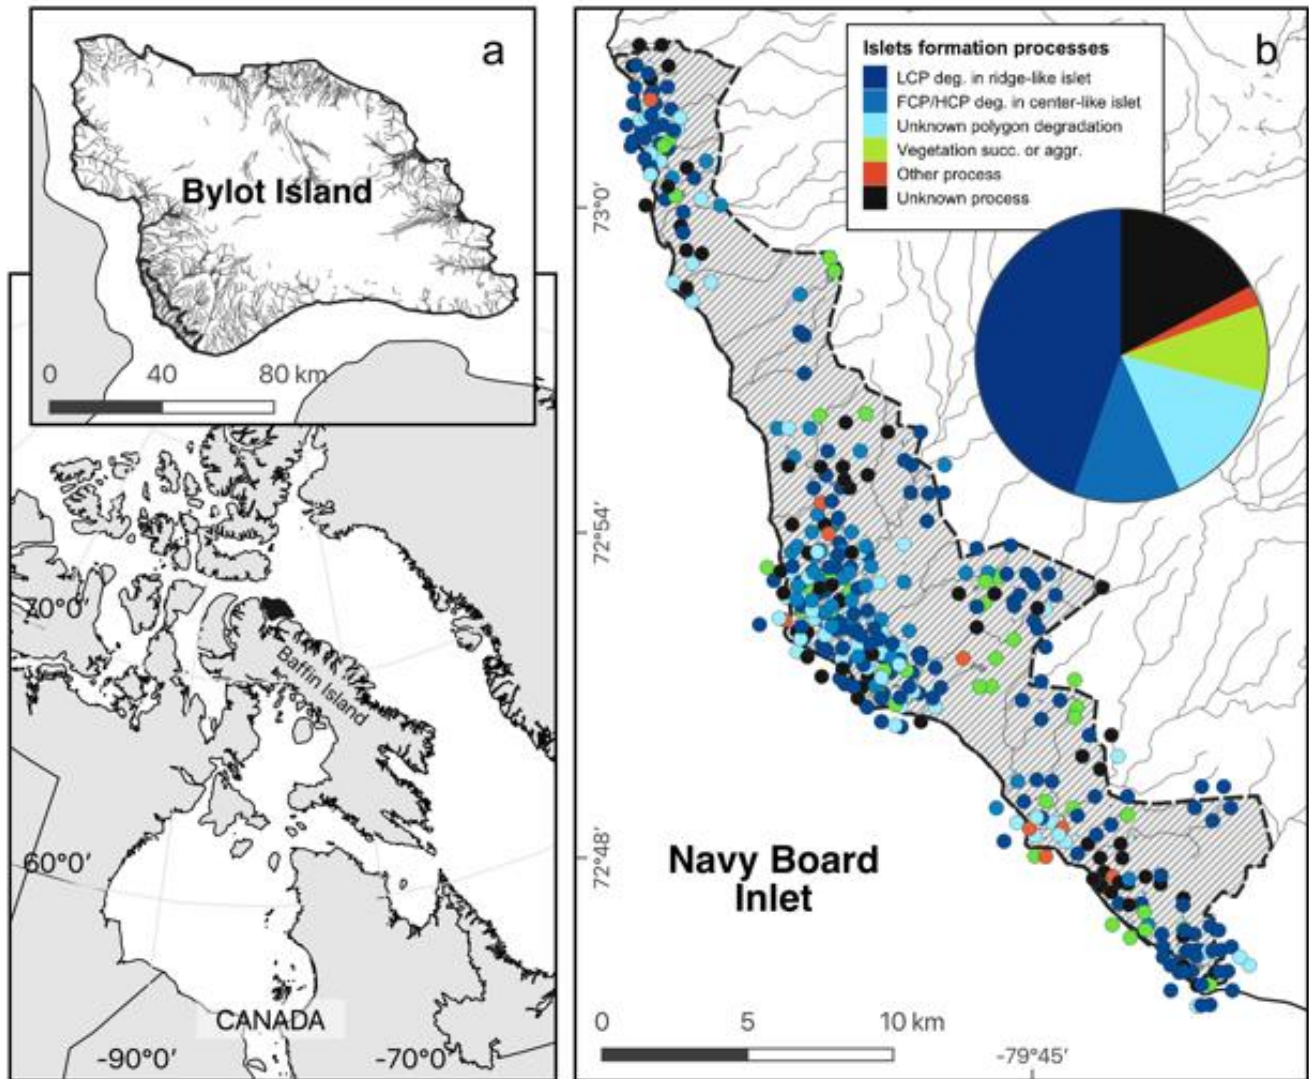 a
Bylot Island
0 40 80 km
70°0′
Baffin Island
60°0′
CANADA
-90°0′ -70°0′
b
Islets formation processes
LCP deg. in ridge-like islet
FCP/HCP deg. in center-like islet
Unknown polygon degradation
Vegetation succ. or aggr.
Other process
Unknown process
73°0′
72°54′
72°48′
Navy Board
Inlet
0 5 10 km
-79°45′